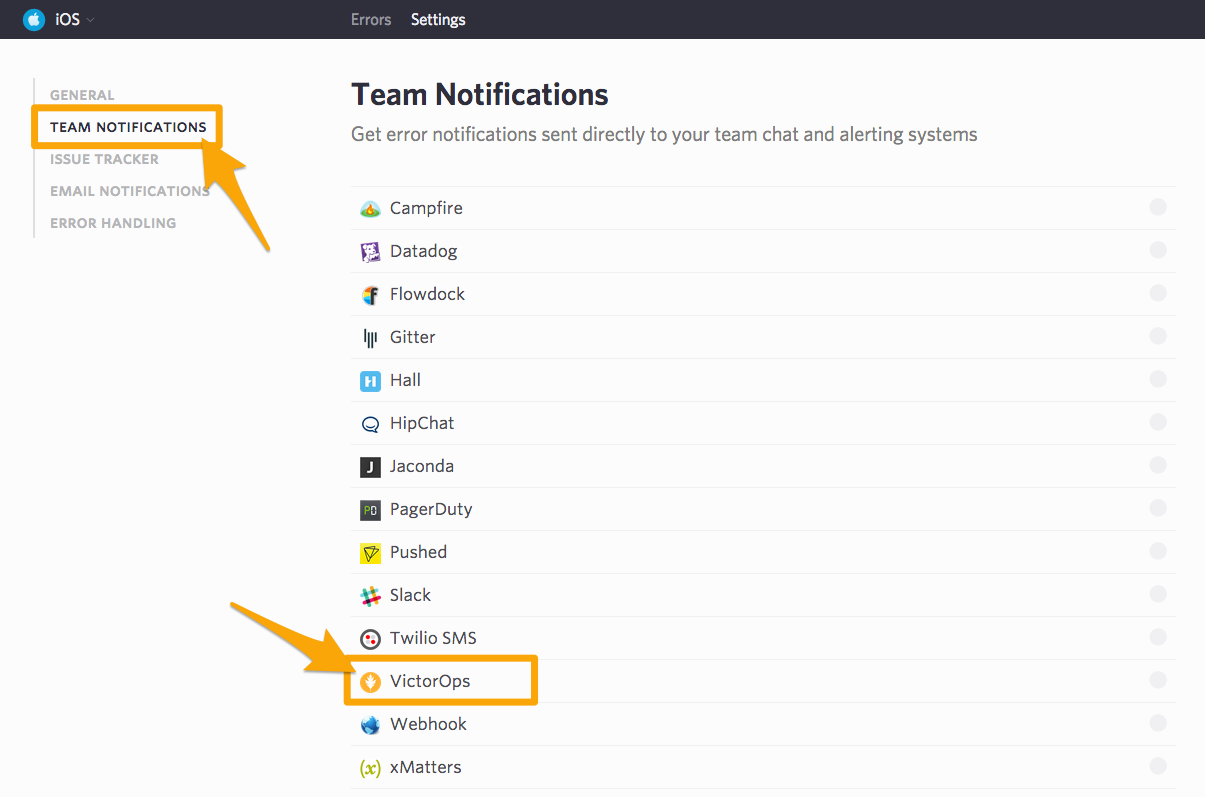 iOS
Errors Settings
GENERAL
TEAM NOTIFICATIONS
ISSUE TRACKER
EMAIL NOTIFICATIONS
ERROR HANDLING
Team Notifications
Get error notifications sent directly to your team chat and alerting systems
Campfire
Datadog
Flowdock
Gitter
H Hall
HipChat
J Jaconda
PD PagerDuty
Pushed
Slack
Twilio SMS
VictorOps
Webhook
(x) xMatters